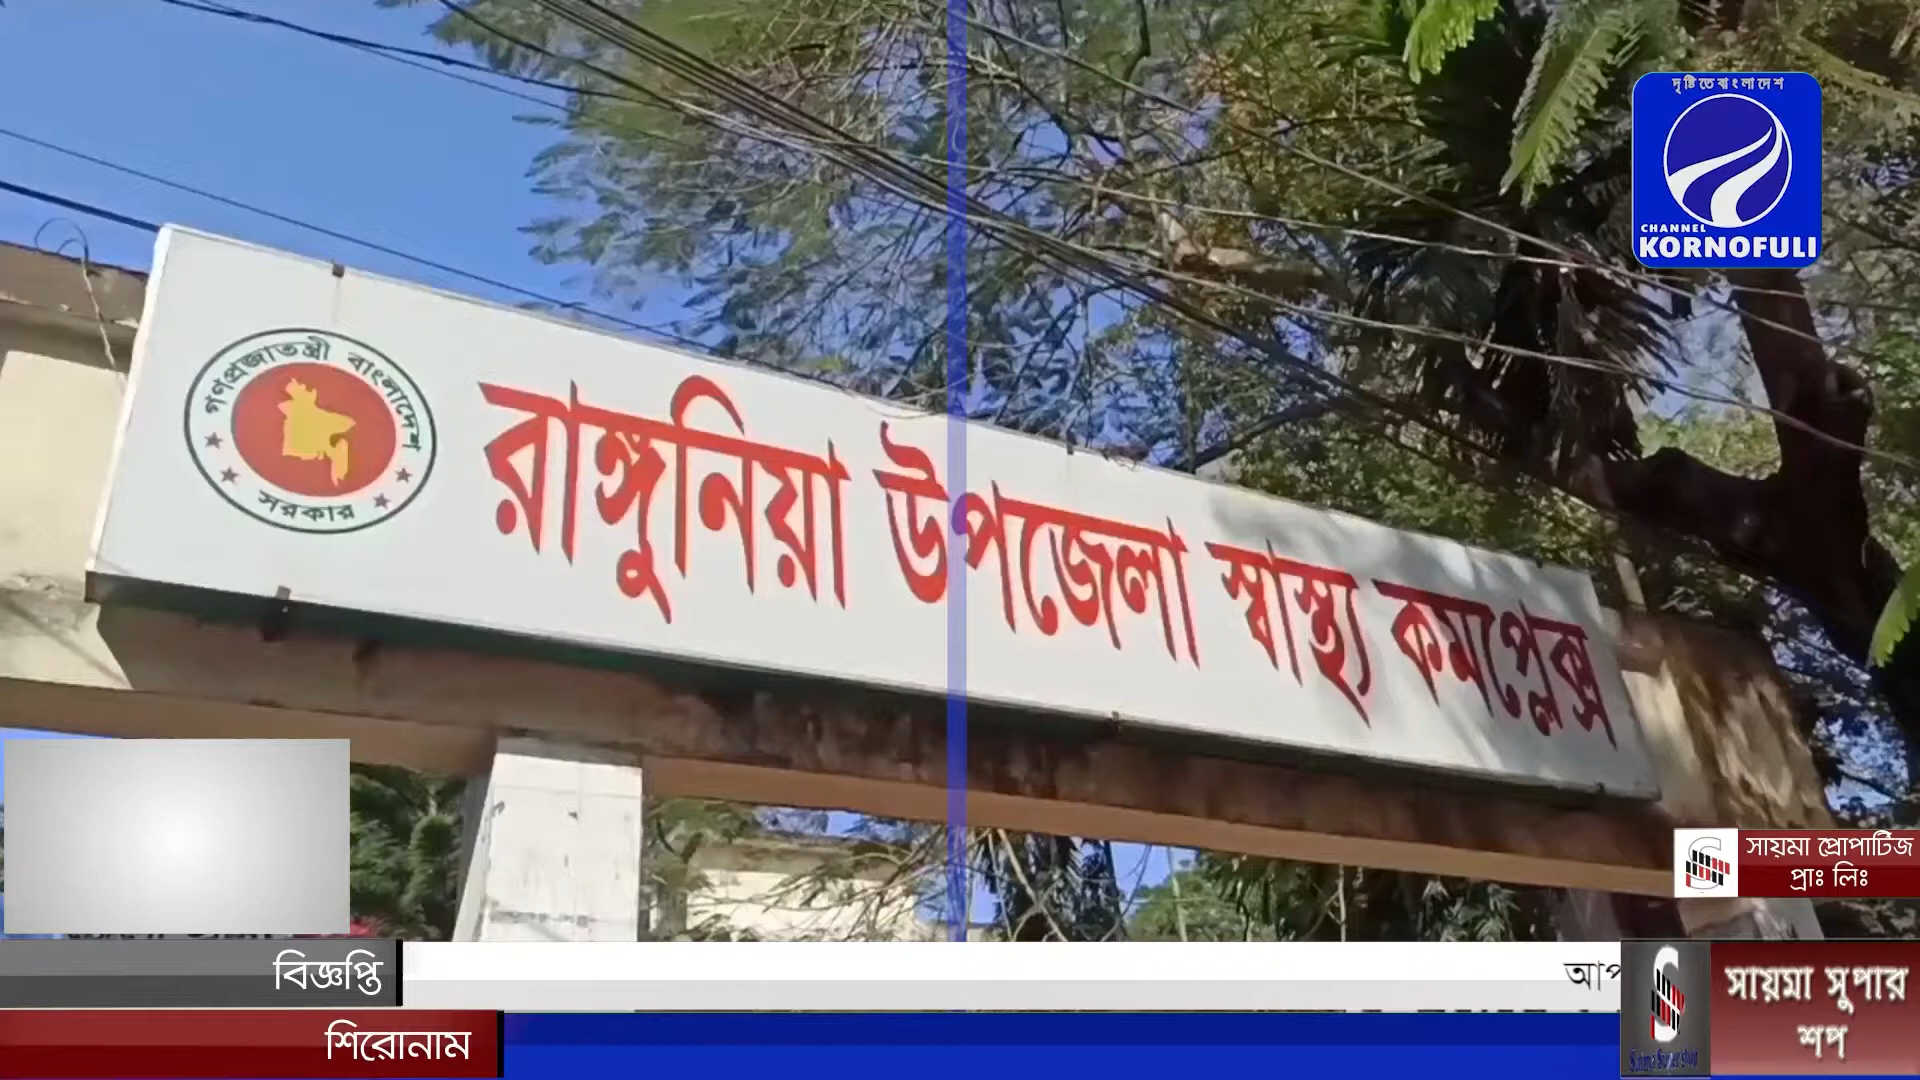 দৃষ্টিতে বাংলাদেশ
CHANNEL
KORNOFULI
গণপ্রজাতন্ত্রী বাংলাদেশ
সরকার
রাঙ্গুনিয়া উপজেলা স্বাস্থ্য কমপ্লেক্স
সায়মা প্রোপার্টিজ
প্রাঃ লিঃ
বিজ্ঞপ্তি
শিরোনাম
সায়মা সুপার
শপ